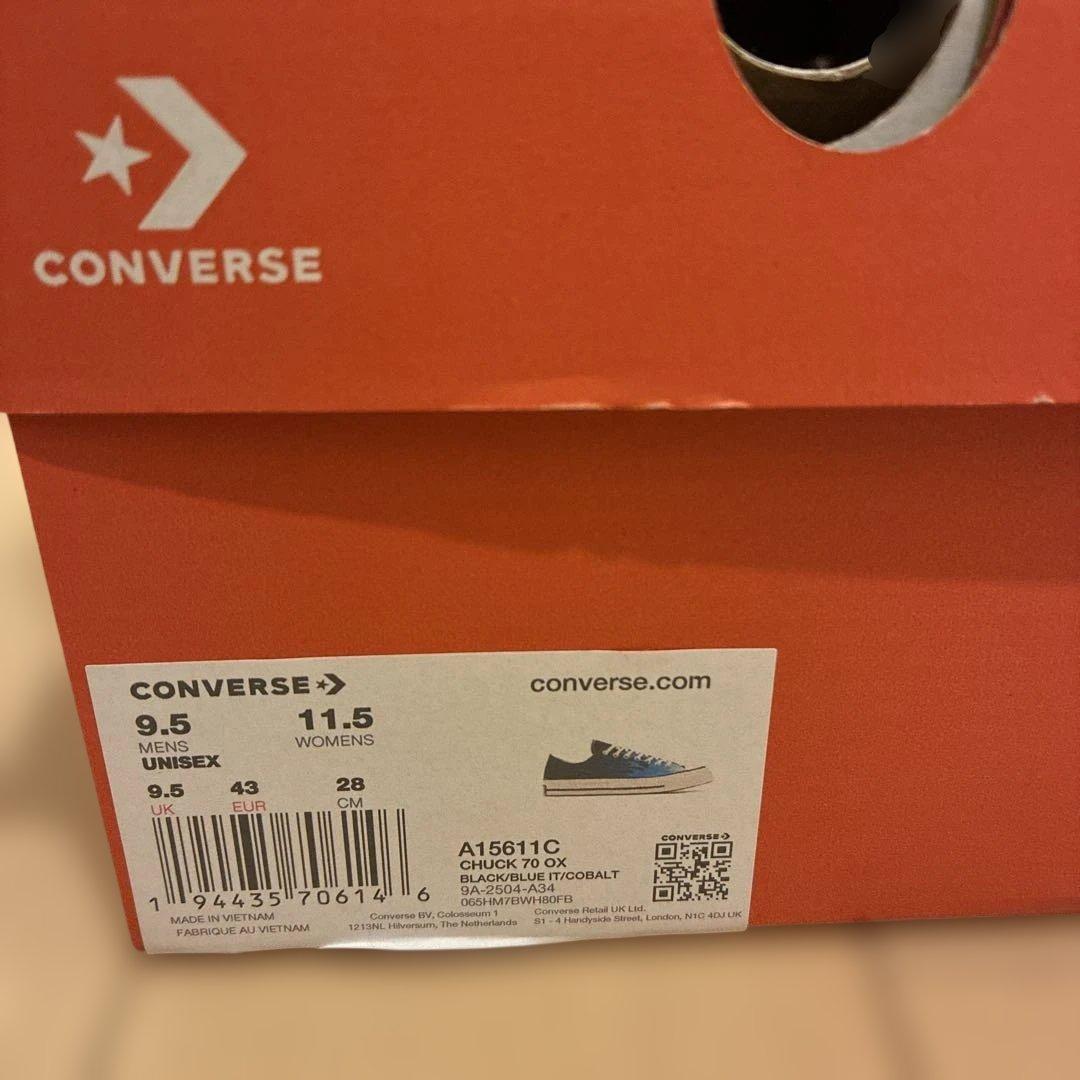 CONVERSE
CONVERSE
converse.com
9.5 11.5
MENS WOMENS
UNISEX
9.5 43 28
UK EUR CM
1 94435 70614 6
A15611C
CHUCK 70 OX
BLACK/BLUE IT/COBALT
9A-2504-A34
065HM7BWH80FB
CONVERSE
MADE IN VIETNAM
FABRIQUE AU VIETNAM
Converse BV, Colosseum 1
1213NL Hilversum, The Netherlands
Converse Retail UK Ltd.
S1 - 4 Handyside Street, London, N1C 4DJ UK